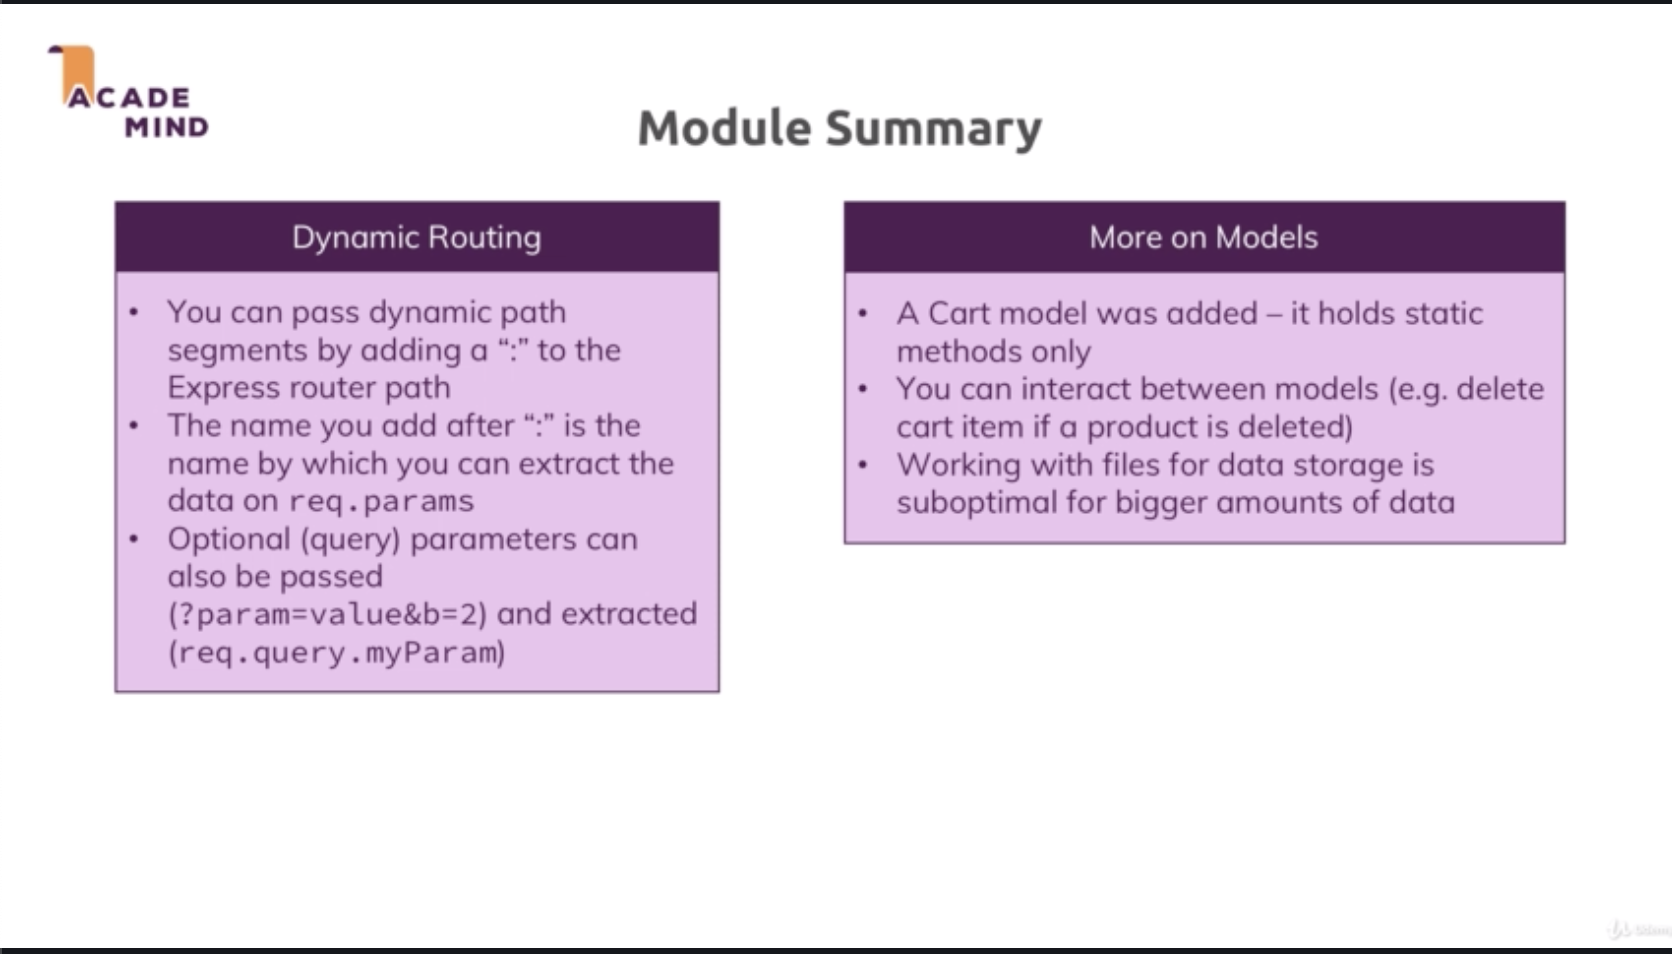 ACADE
MIND
Module Summary
Dynamic Routing
• You can pass dynamic path
segments by adding a “:” to the
Express router path
• The name you add after “:” is the
name by which you can extract the
data on req.params
• Optional (query) parameters can
also be passed
(?param=value&b=2) and extracted
(req.query.myParam)
More on Models
• A Cart model was added – it holds static
methods only
• You can interact between models (e.g. delete
cart item if a product is deleted)
• Working with files for data storage is
suboptimal for bigger amounts of data